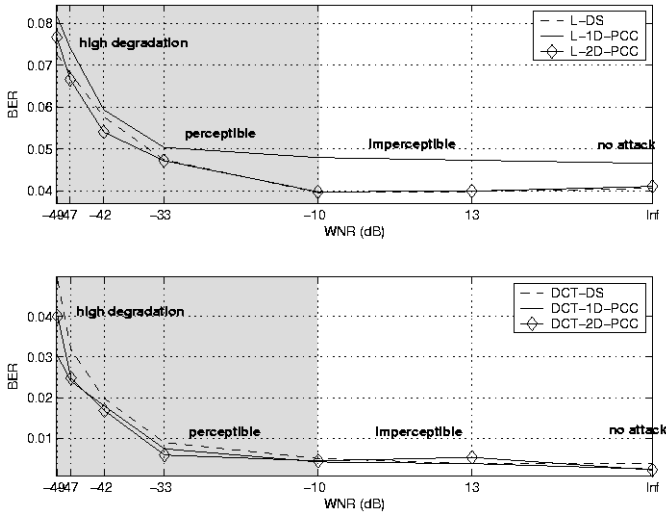 0.08
0.07
0.06
0.05
0.04
BER
high degradation
perceptible
Imperceptible
no attack
L-DS
L-1D-PCC
L-2D-PCC
-49 -47 -42 -33 -10 13 Inf
WNR (dB)
0.04
0.03
0.02
0.01
BER
high degradation
perceptible
Imperceptible
no attack
DCT-DS
DCT-1D-PCC
DCT-2D-PCC
-49 -47 -42 -33 -10 13 Inf
WNR (dB)